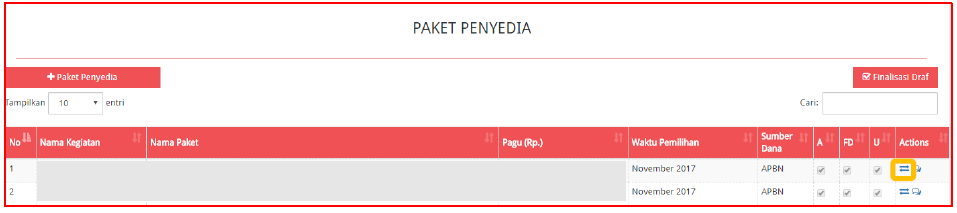 PAKET PENYEDIA
+ Paket Penyedia
Finalisasi Draf
Tampilkan 10 entri
Cari:
No Nama Kegiatan Nama Paket Pagu (Rp.) Waktu Pemilihan Sumber Dana A FD U Actions
1 November 2017 APBN
2 November 2017 APBN